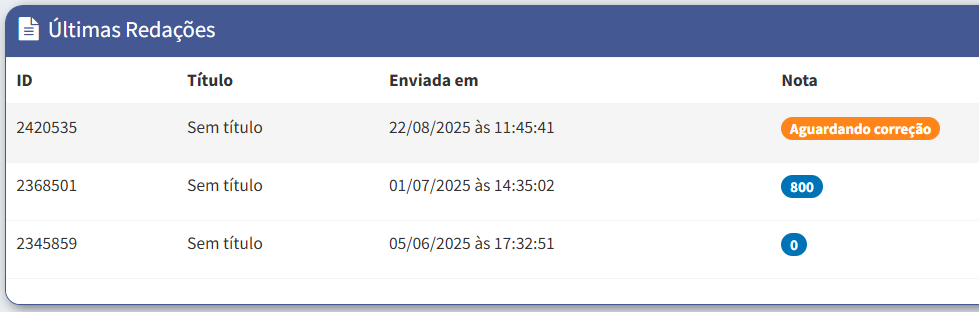 Últimas Redações
ID Título Enviada em Nota
2420535 Sem título 22/08/2025 às 11:45:41 Aguardando correção
2368501 Sem título 01/07/2025 às 14:35:02 800
2345859 Sem título 05/06/2025 às 17:32:51 0